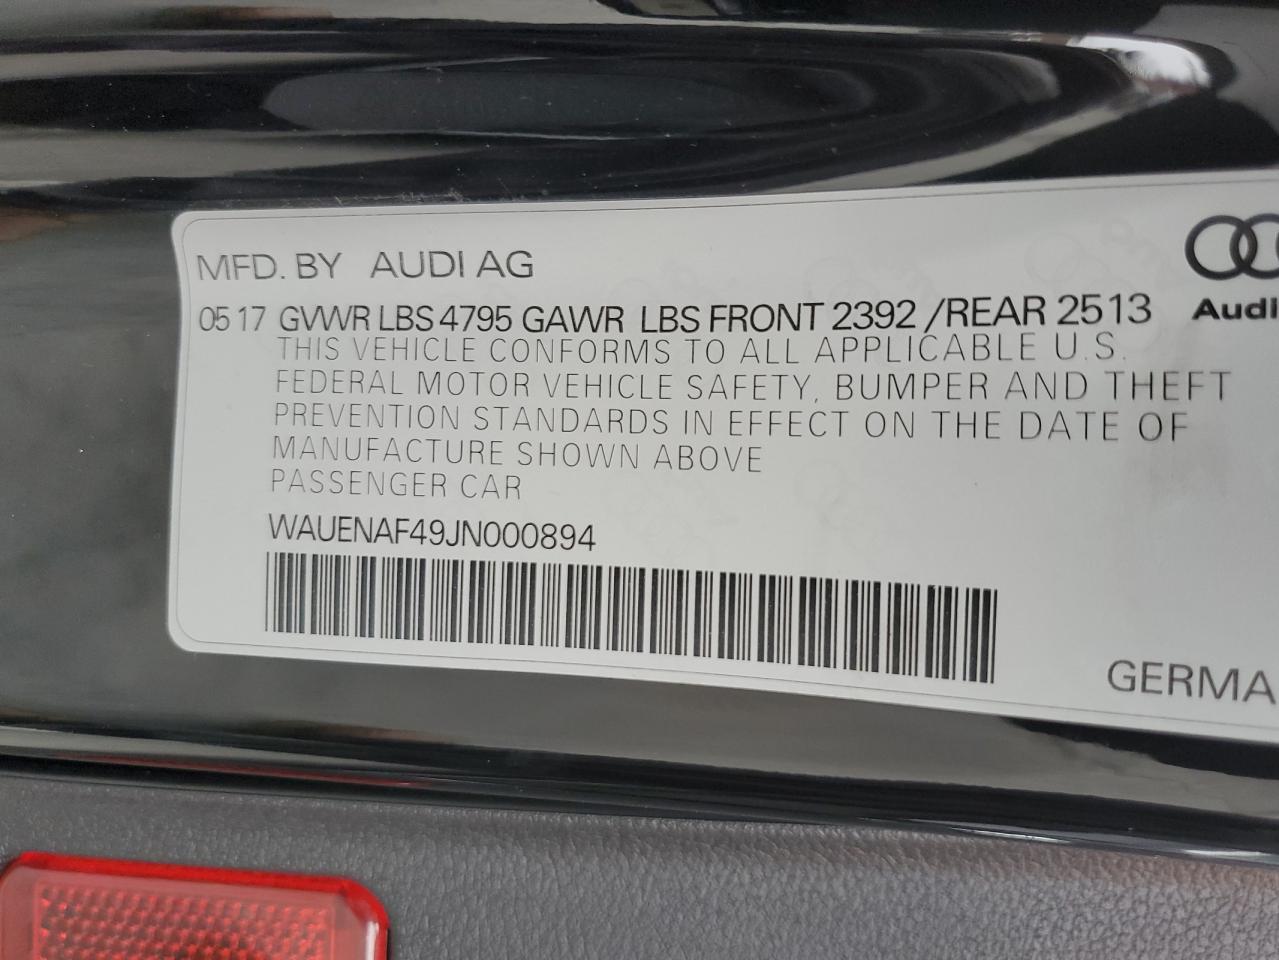 MFD. BY AUDI AG
05 17 GVWR LBS 4795 GAWR LBS FRONT 2392 /REAR 2513
THIS VEHICLE CONFORMS TO ALL APPLICABLE U.S.
FEDERAL MOTOR VEHICLE SAFETY, BUMPER AND THEFT
PREVENTION STANDARDS IN EFFECT ON THE DATE OF
MANUFACTURE SHOWN ABOVE
PASSENGER CAR
WAUENAF49JN000894
Audi
GERMA